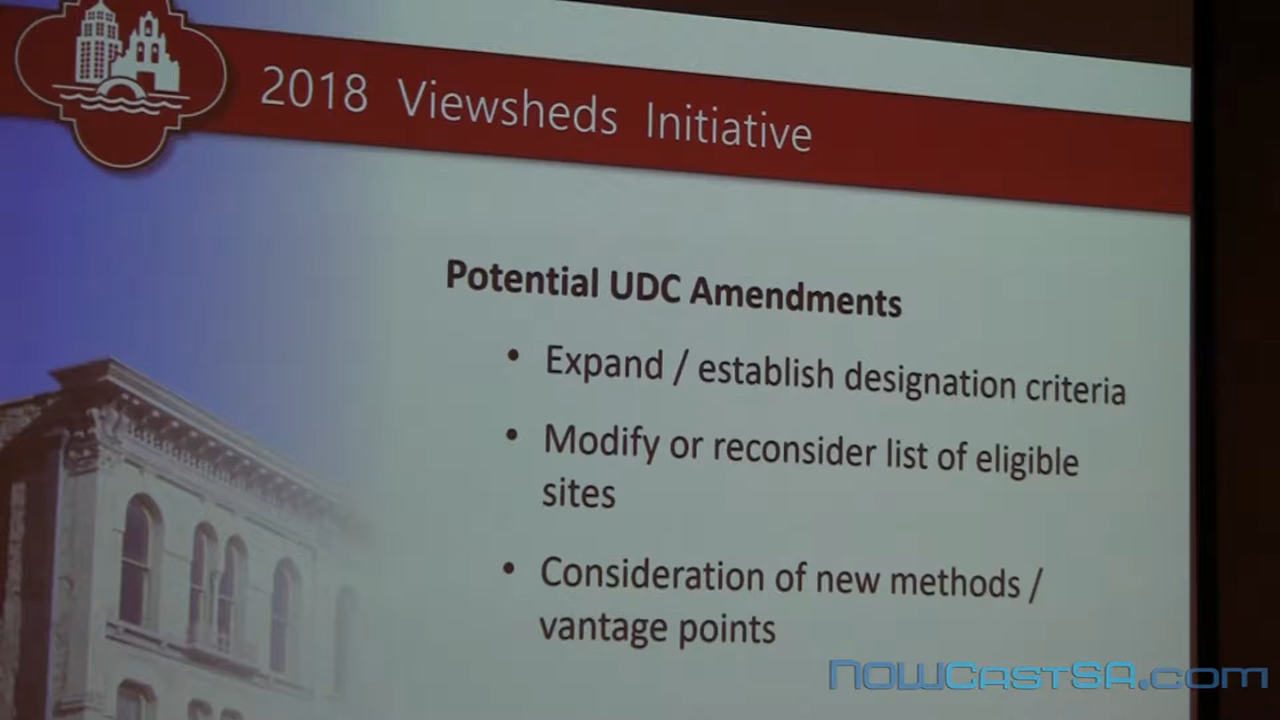 2018 Viewsheds Initiative
Potential UDC Amendments
• Expand / establish designation criteria
• Modify or reconsider list of eligible
sites
• Consideration of new methods /
vantage points
NOWCastSA.com